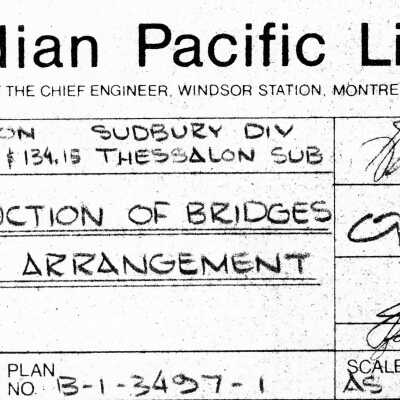 dian Pacific Li
THE CHIEF ENGINEER, WINDSOR STATION, MONTRE
ON SUDBURY DIV
& 134.15 THESSALON SUB
UCTION OF BRIDGES
ARRANGEMENT
PLAN
NO. B-1-3497-1
SCALE
AS